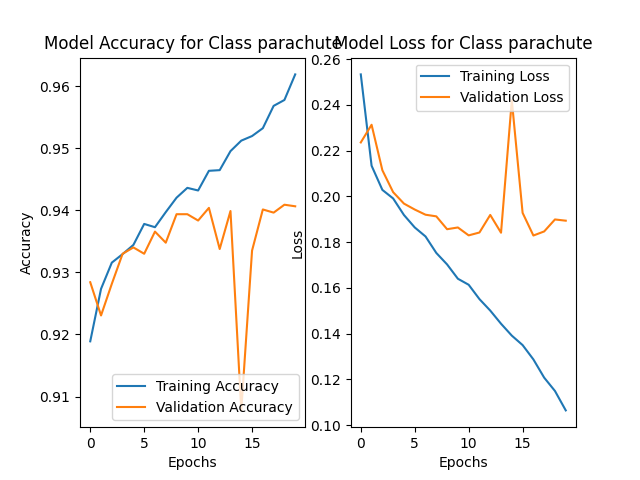 Model Accuracy for Class parachute
0.96
0.95
0.94
0.93
0.92
0.91
Accuracy
Training Accuracy
Validation Accuracy
0
5
10
15
Epochs
Model Loss for Class parachute
0.26
0.24
0.22
0.20
0.18
0.16
0.14
0.12
0.10
Loss
Training Loss
Validation Loss
0
5
10
15
Epochs